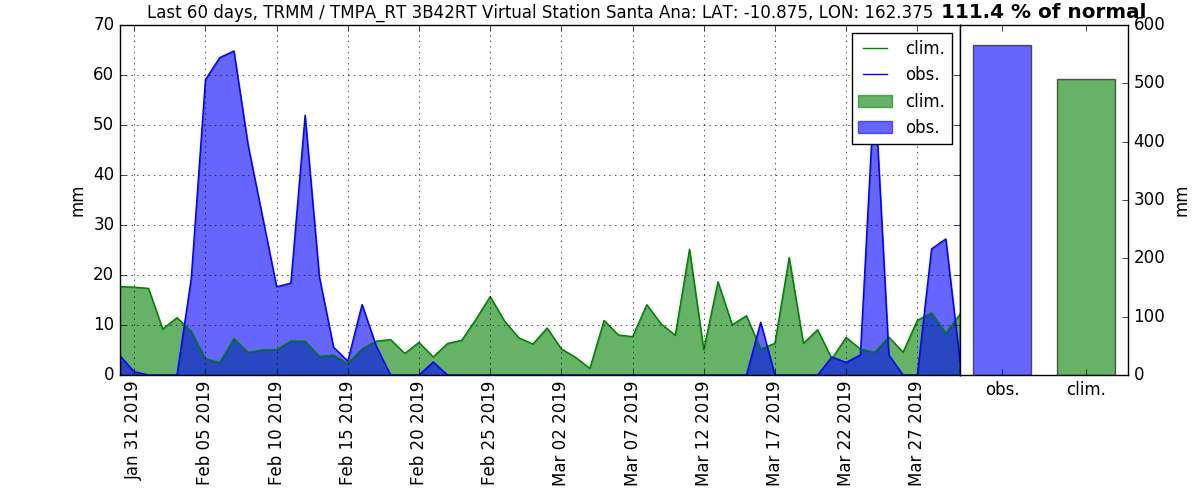 Last 60 days, TRMM / TMPA_RT 3B42RT Virtual Station Santa Ana: LAT: -10.875, LON: 162.375 111.4 % of normal
70
60
50
40
30
20
10
0
mm
clim.
obs.
clim.
obs.
600
500
400
300
200
100
0
mm
obs. clim.
Jan 31 2019
Feb 05 2019
Feb 10 2019
Feb 15 2019
Feb 20 2019
Feb 25 2019
Mar 02 2019
Mar 07 2019
Mar 12 2019
Mar 17 2019
Mar 22 2019
Mar 27 2019